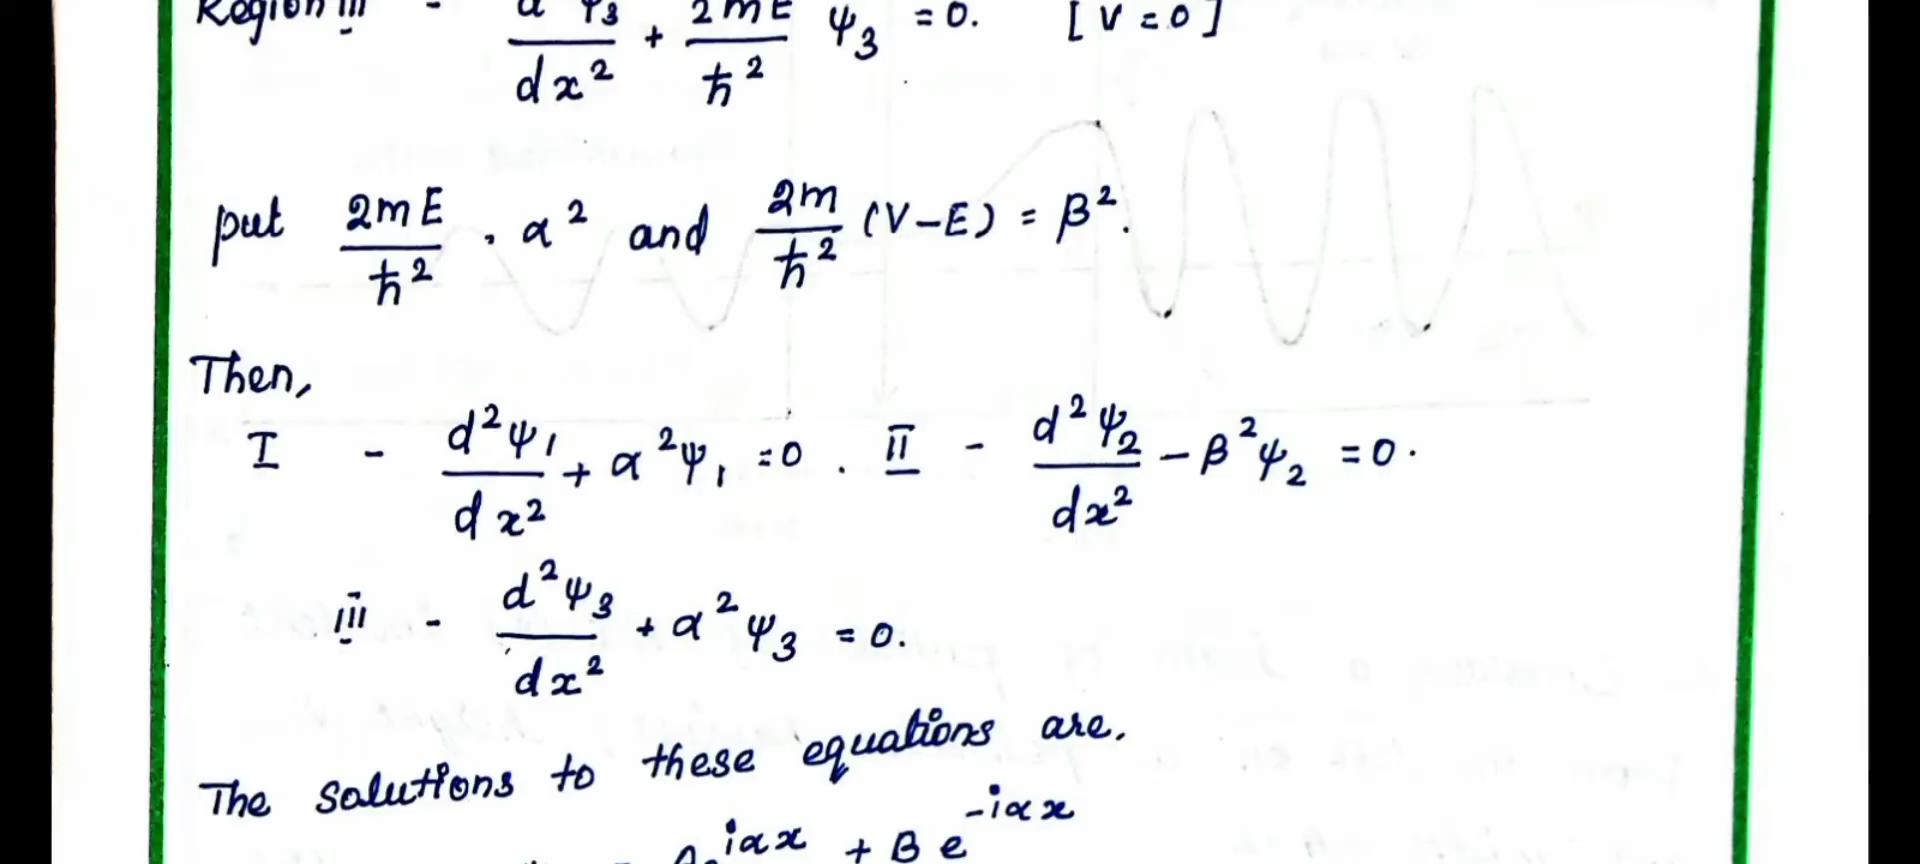 Region III - d²ψ₃/dx² + 2mE/ħ² ψ₃ = 0. [V = 0]
put 2mE/ħ² . α² and 2m/ħ² (V-E) = β².
Then,
I - d²ψ₁/dx² + α²ψ₁ = 0. II - d²ψ₂/dx² - β²ψ₂ = 0.
III - d²ψ₃/dx² + α²ψ₃ = 0.
The solutions to these equations are,
e^{iαx} + B e^{-iαx}